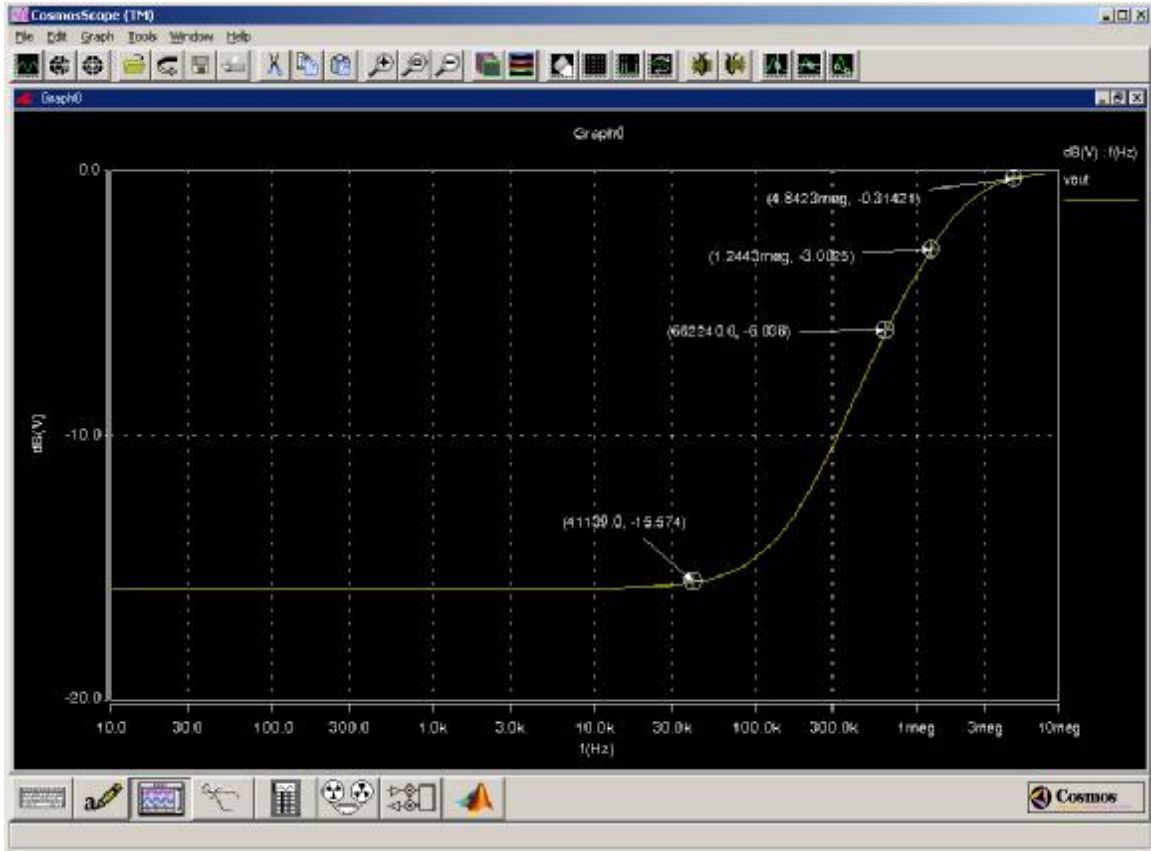 CosmosScope (TM)
File Edit Graph Tools Window Help
Graph0
Graph0
dB(V) : f(Hz)
vout
0.0
(4.8423meg, -0.31421)
(1.2443meg, -3.0025)
(662240.0, -6.036)
dB(V)
-10.0
(41139.0, -15.574)
-20.0
10.0 30.0 100.0 300.0 1.0k 3.0k 10.0k 30.0k 100.0k 300.0k 1meg 3meg 10meg
f(Hz)
a
Cosmos